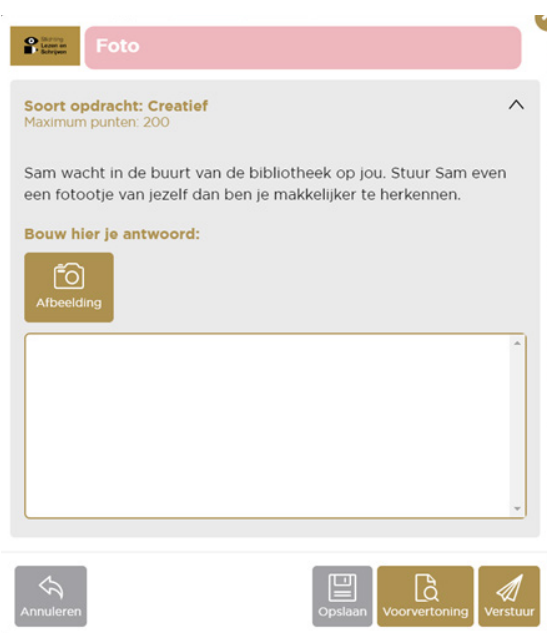 Stichting
Lezen en
Schrijven
Foto
Soort opdracht: Creatief
Maximum punten: 200
Sam wacht in de buurt van de bibliotheek op jou. Stuur Sam even
een fotootje van jezelf dan ben je makkelijker te herkennen.
Bouw hier je antwoord:
Afbeelding
Annuleren
Opslaan
Voorvertoning
Verstuur